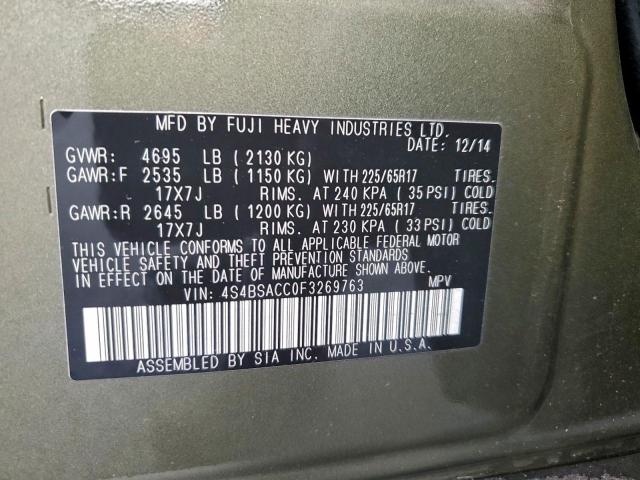 MFD BY FUJI HEAVY INDUSTRIES LTD.
DATE: 12/14
GVWR: 4695 LB ( 2130 KG)
GAWR:F 2535 LB ( 1150 KG) WITH 225/65R17 TIRES.
17X7J RIMS. AT 240 KPA ( 35 PSI) COLD
GAWR:R 2645 LB ( 1200 KG) WITH 225/65R17 TIRES.
17X7J RIMS. AT 230 KPA ( 33 PSI) COLD
THIS VEHICLE CONFORMS TO ALL APPLICABLE FEDERAL MOTOR
VEHICLE SAFETY AND THEFT PREVENTION STANDARDS
IN EFFECT ON THE DATE OF MANUFACTURE SHOWN ABOVE.
VIN: 4S4BSACC0F3269763 MPV
ASSEMBLED BY SIA INC. MADE IN U.S.A.